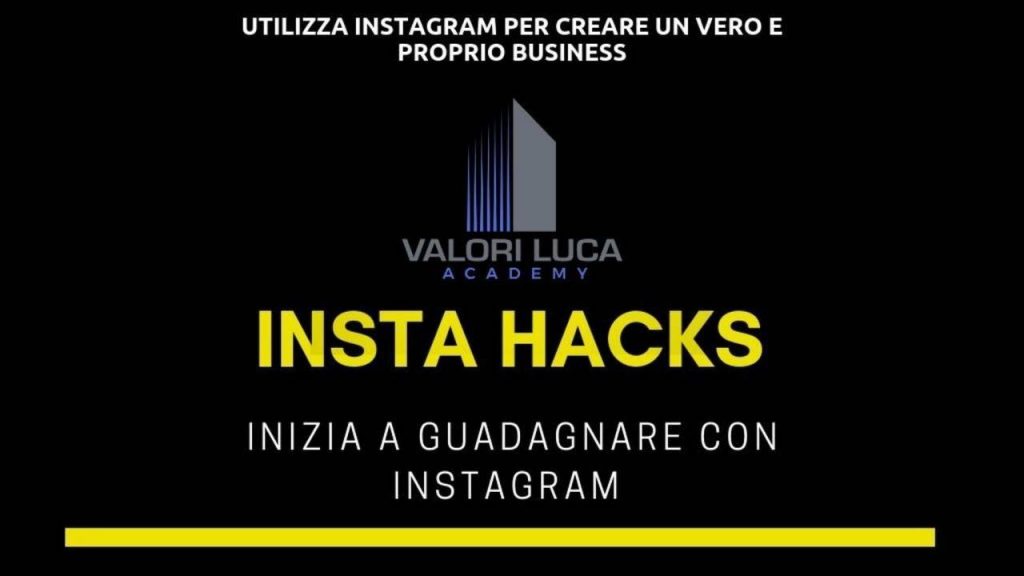 UTILIZZA INSTAGRAM PER CREARE UN VERO E
PROPRIO BUSINESS
VALORI LUCA
ACADEMY
INSTA HACKS
INIZIA A GUADAGNARE CON
INSTAGRAM